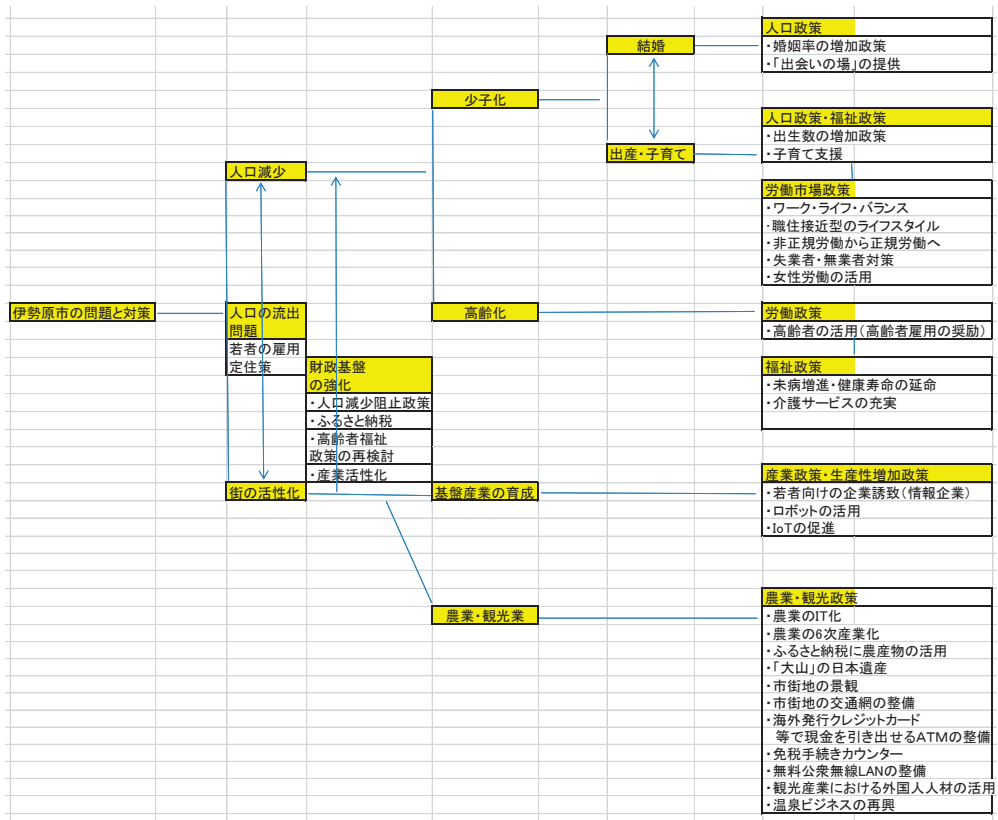 人口政策
・婚姻率の増加政策
・「出会いの場」の提供
結婚
少子化
人口政策・福祉政策
・出生数の増加政策
・子育て支援
出産・子育て
人口減少
労働市場政策
・ワーク・ライフ・バランス
・職住接近型のライフスタイル
・非正規労働から正規労働へ
・失業者・無業者対策
・女性労働の活用
伊勢原市の問題と対策
人口の流出
問題
若者の雇用
定住策
高齢化
労働政策
・高齢者の活用(高齢者雇用の奨励)
財政基盤
の強化
・人口減少阻止政策
・ふるさと納税
・高齢者福祉
政策の再検討
・産業活性化
福祉政策
・未病増進・健康寿命の延命
・介護サービスの充実
街の活性化
基盤産業の育成
産業政策・生産性増加政策
・若者向けの企業誘致(情報企業)
・ロボットの活用
・IoTの促進
農業・観光業
農業・観光政策
・農業のIT化
・農業の6次産業化
・ふるさと納税に農産物の活用
・「大山」の日本遺産
・市街地の景観
・市街地の交通網の整備
・海外発行クレジットカード
等で現金を引き出せるATMの整備
・免税手続きカウンター
・無料公衆無線LANの整備
・観光産業における外国人人材の活用
・温泉ビジネスの再興